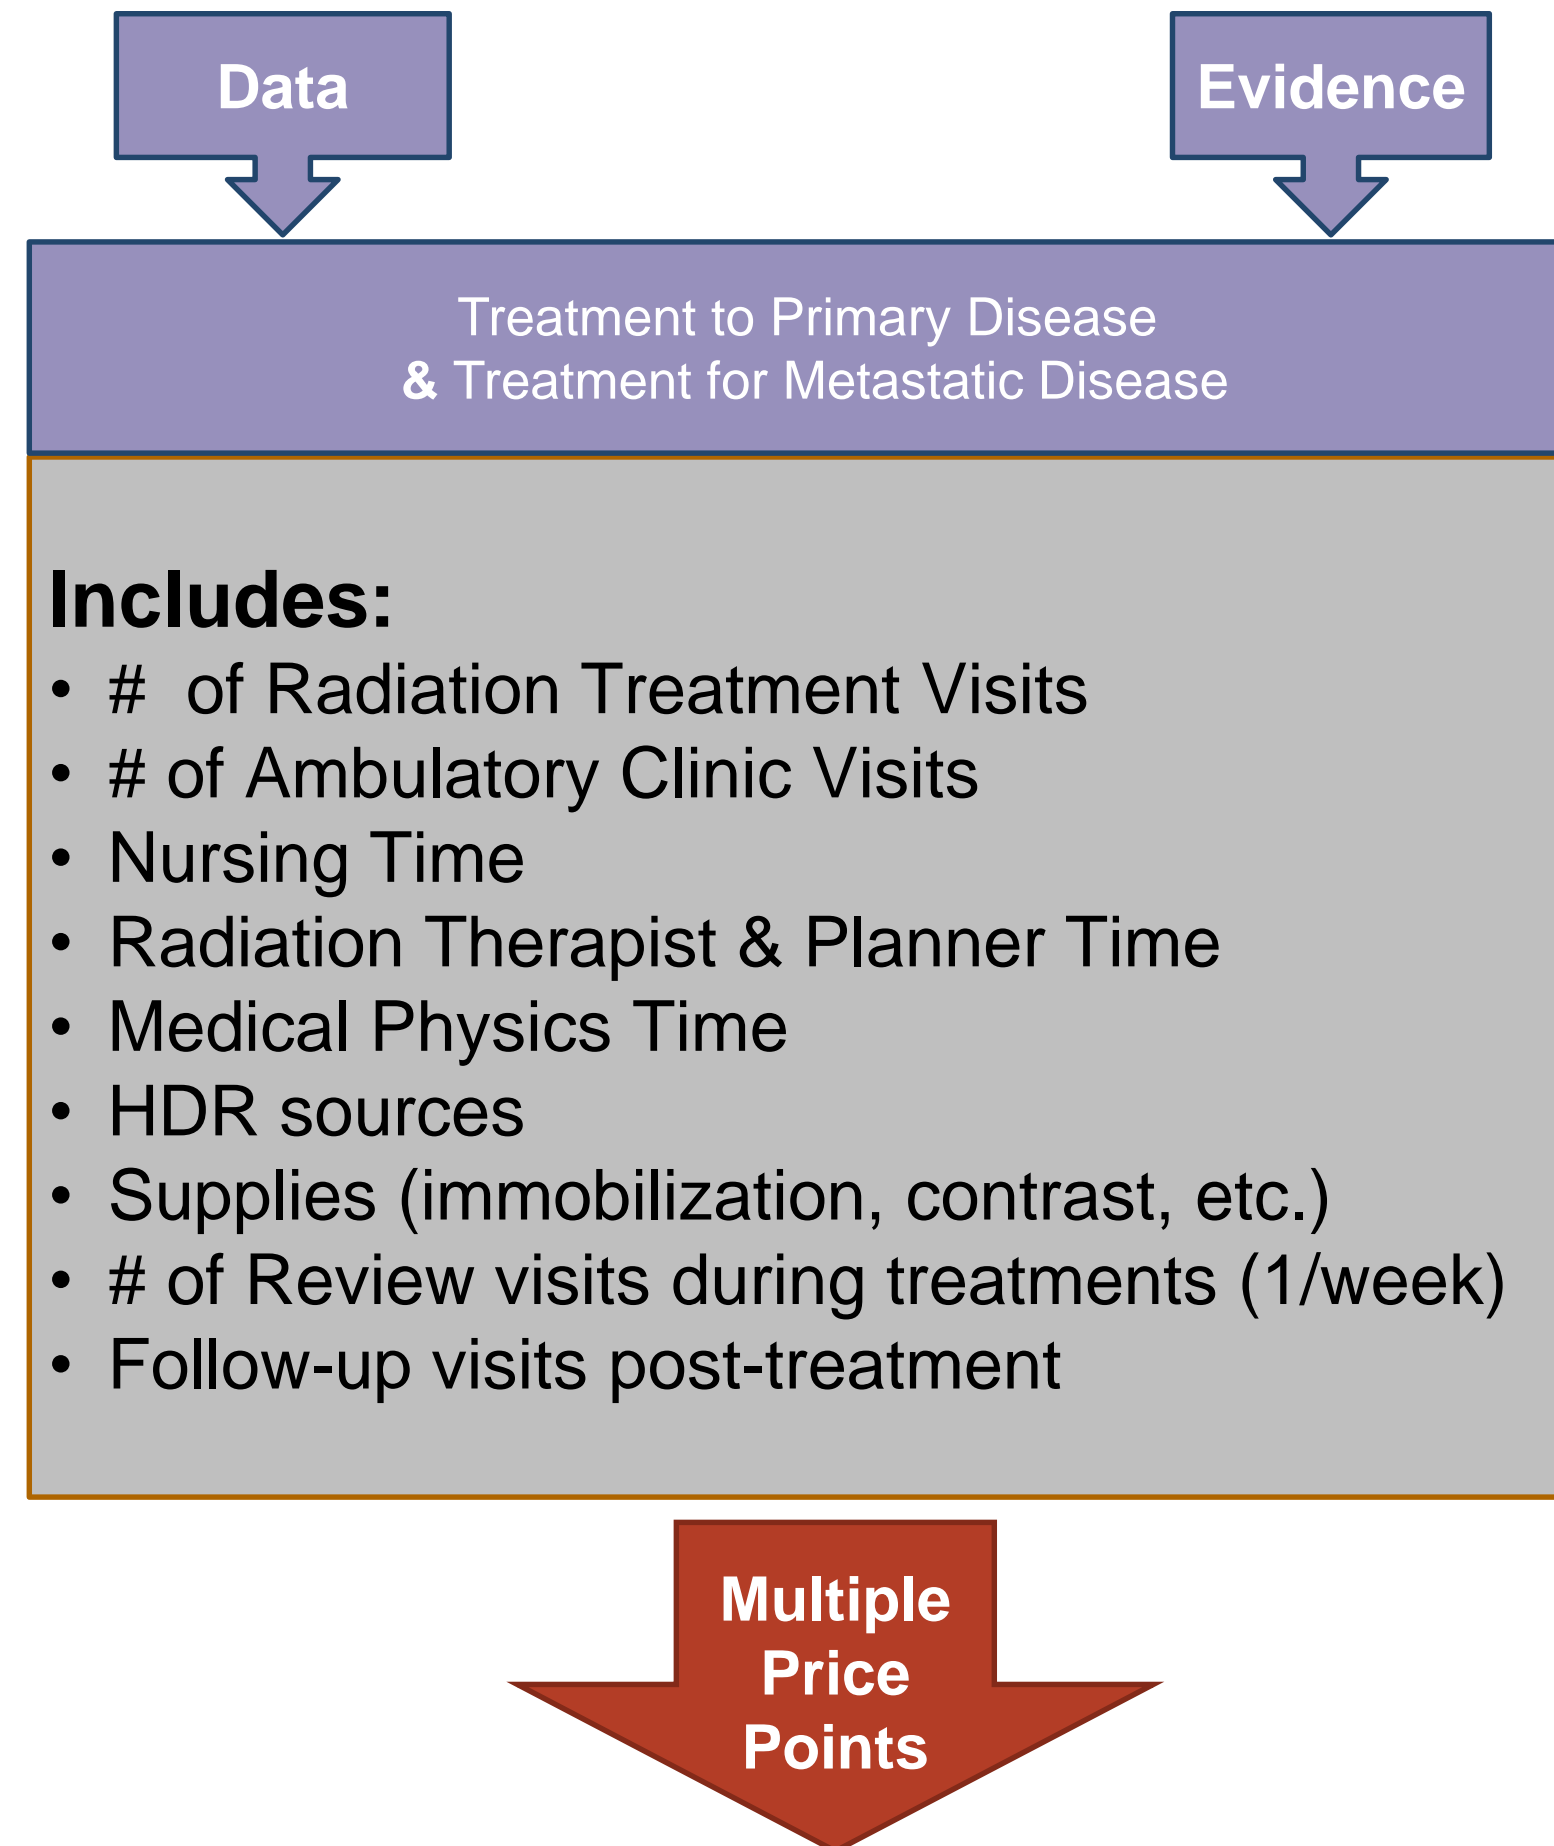 Data
Evidence
Treatment to Primary Disease
& Treatment for Metastatic Disease
Includes:
• #  of Radiation Treatment Visits
• # of Ambulatory Clinic Visits
• Nursing Time
• Radiation Therapist & Planner Time
• Medical Physics Time
• HDR sources
• Supplies (immobilization, contrast, etc.)
• # of Review visits during treatments (1/week)
• Follow-up visits post-treatment
Multiple
Price
Points